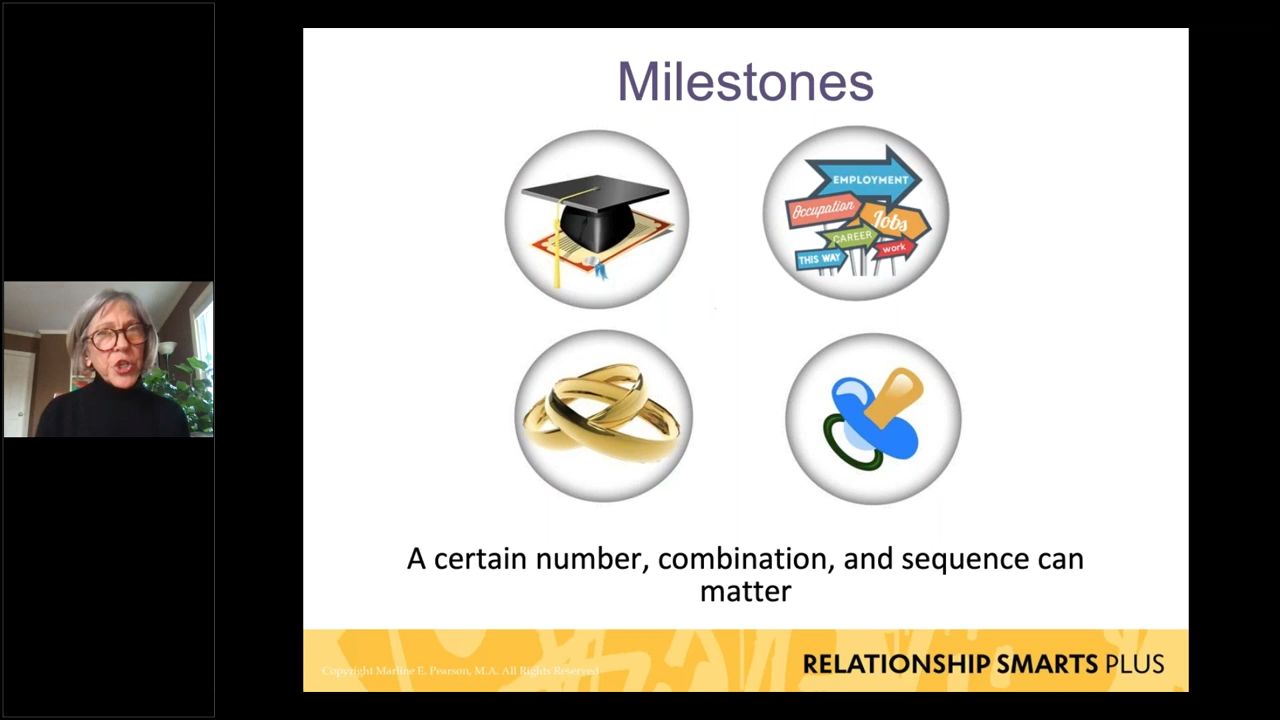 Milestones
EMPLOYMENT
Occupation
Jobs
CAREER
work
THIS WAY
A certain number, combination, and sequence can
matter
Copyright Marline E. Pearson, M.A. All Rights Reserved
RELATIONSHIP SMARTS PLUS